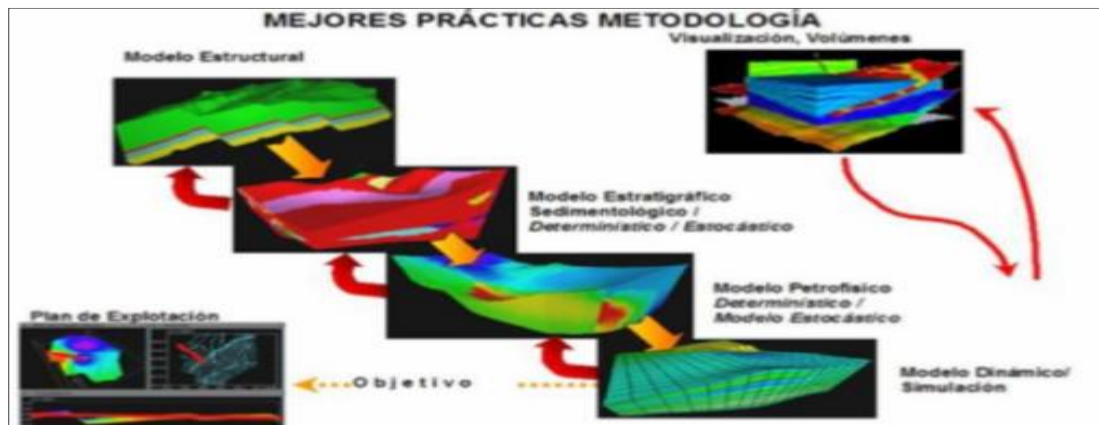 MEJORES PRÁCTICAS METODOLOGÍA
Visualización, Volúmenes
Modelo Estructural
Modelo Estratigráfico
Sedimentológico /
Determinístico / Estocástico
Modelo Petrofísico
Determinístico /
Modelo Estocástico
Plan de Explotación
Objetivo
Modelo Dinámico/
Simulación